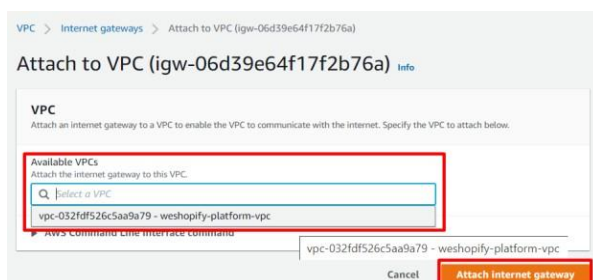 VPC > Internet gateways > Attach to VPC (igw-06d39e64f17f2b76a)
Attach to VPC (igw-06d39e64f17f2b76a) Info
VPC
Attach an internet gateway to a VPC to enable the VPC to communicate with the internet. Specify the VPC to attach below.
Available VPCs
Attach the internet gateway to this VPC.
Select a VPC
vpc-032fdf526c5aa9a79 - weshopify-platform-vpc
AWS Command Line Interface command
vpc-032fdf526c5aa9a79 - weshopify-platform-vpc
Cancel Attach internet gateway